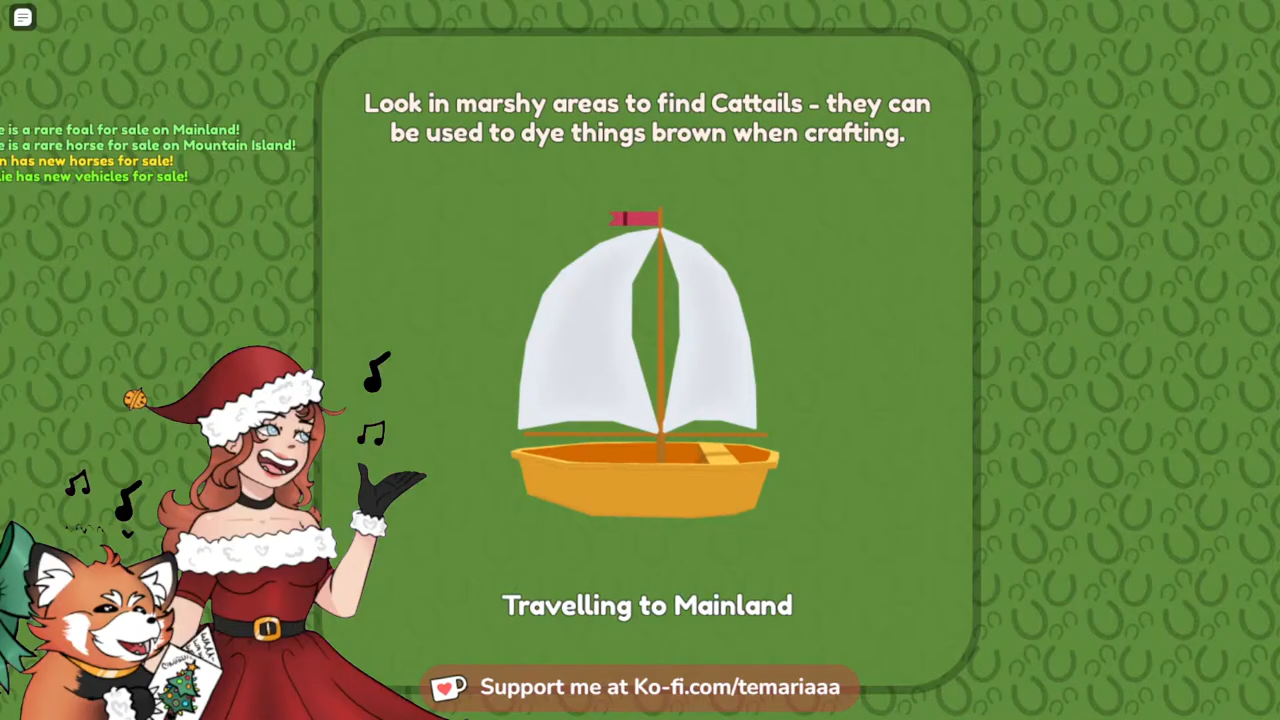 Look in marshy areas to find Cattails - they can
be used to dye things brown when crafting.
e is a rare foal for sale on Mainland!
e is a rare horse for sale on Mountain Island!
n has new horses for sale!
ie has new vehicles for sale!
Travelling to Mainland
Support me at Ko-fi.com/temariaaa